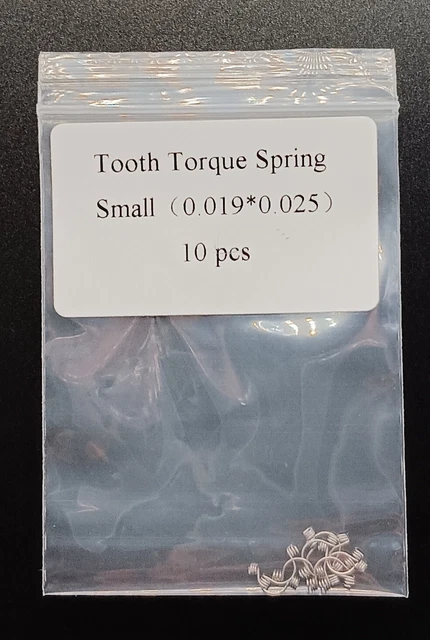 Tooth Torque Spring
Small（0.019*0.025）
10 pcs